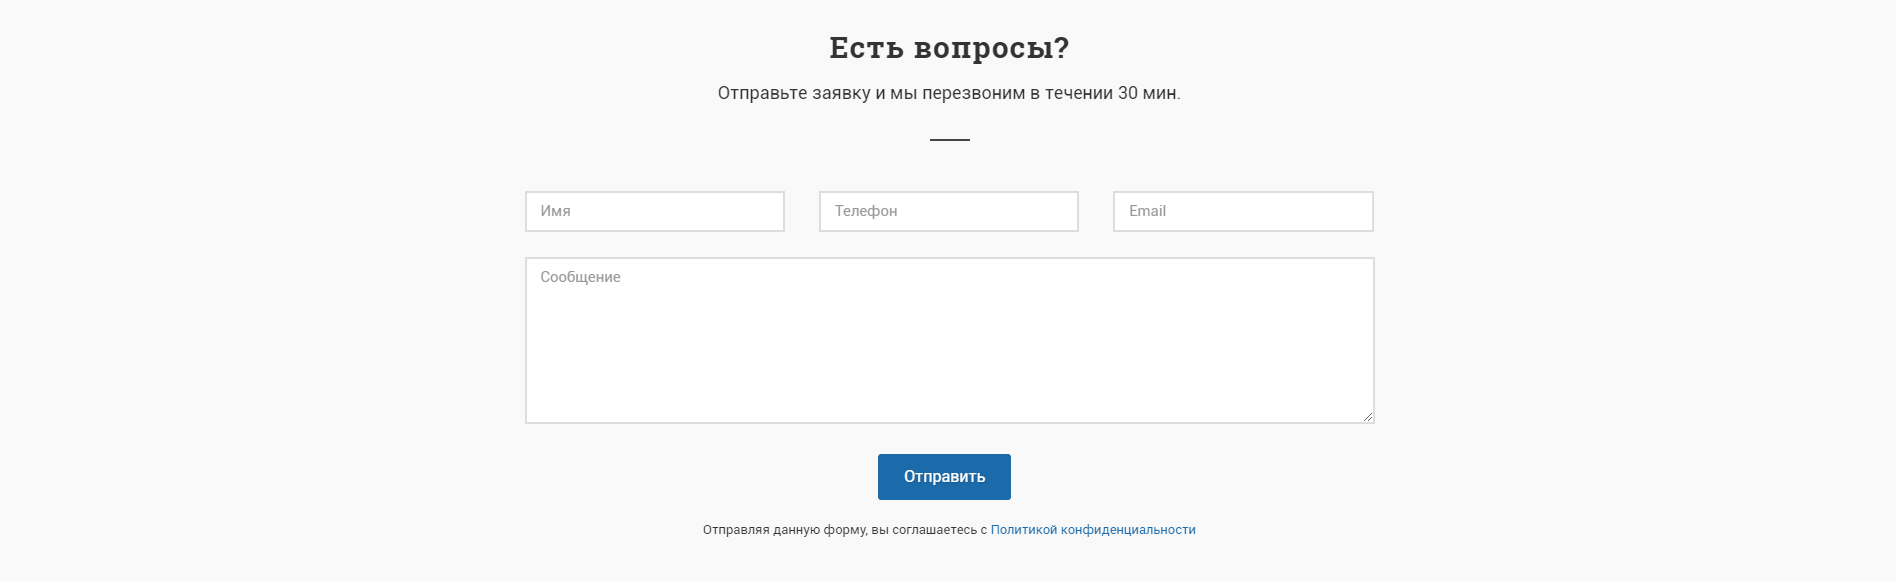 Есть вопросы?
Отправьте заявку и мы перезвоним в течении 30 мин.
Имя
Телефон
Email
Сообщение
Отправить
Отправляя данную форму, вы соглашаетесь с Политикой конфиденциальности